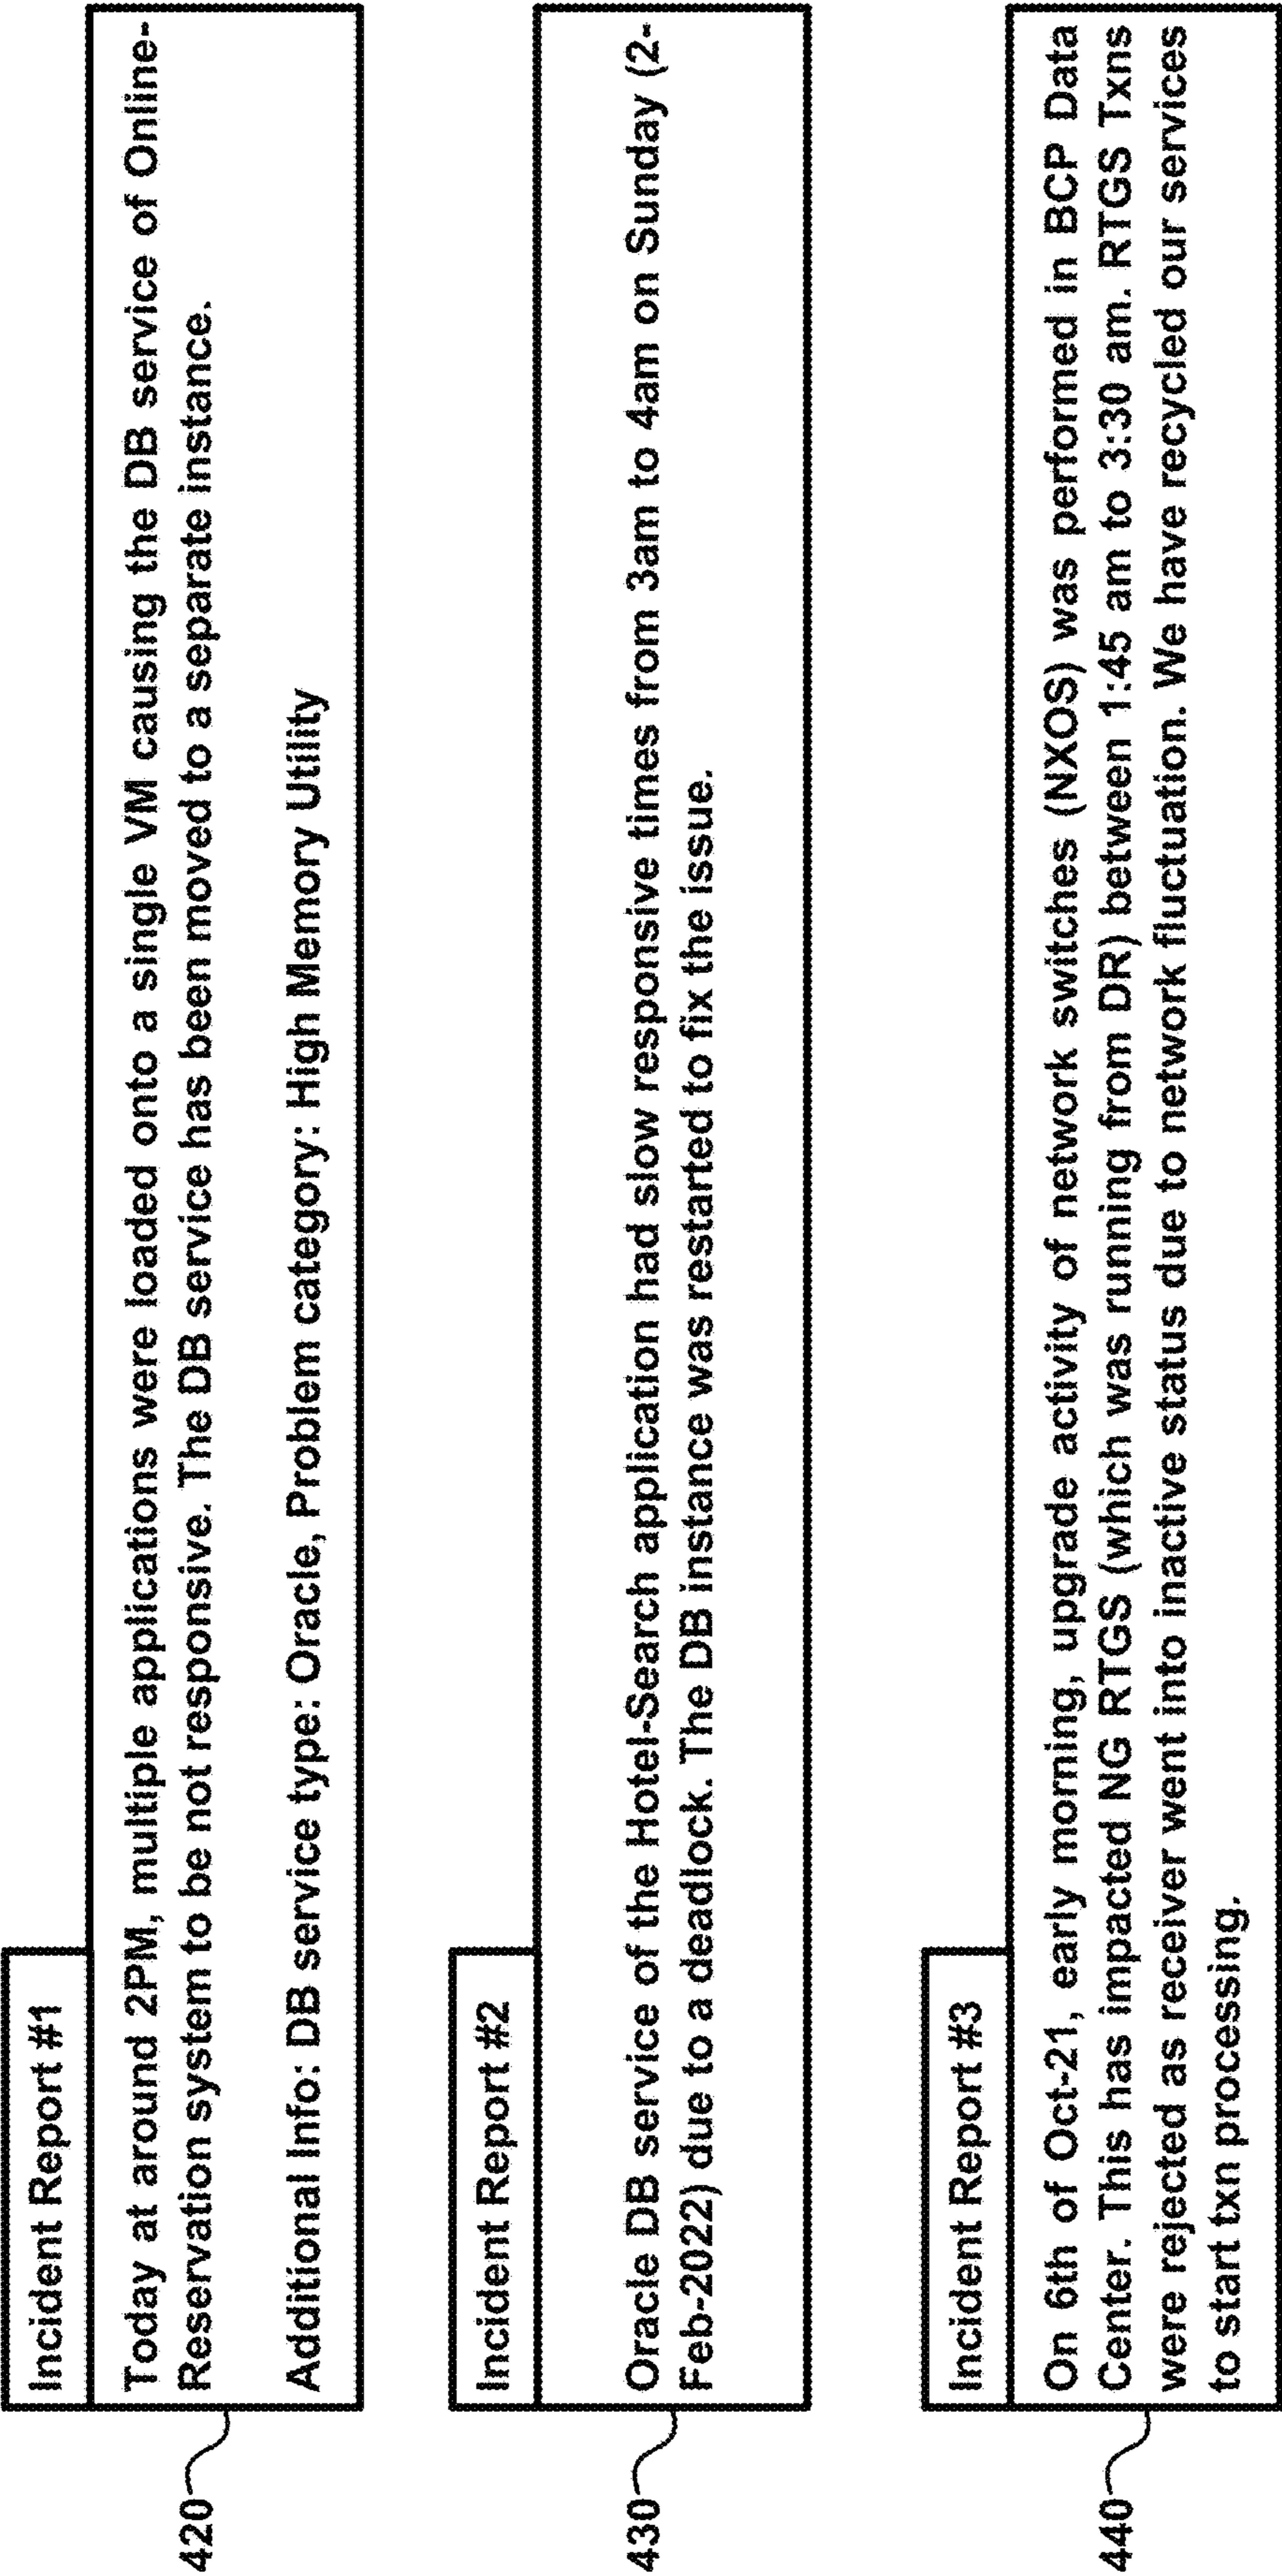 Incident Report #1
Today at around 2PM, multiple applications were loaded onto a single VM causing the DB service of Online-
Reservation system to be not responsive. The DB service has been moved to a separate instance.
Additional Info: DB service type: Oracle, Problem category: High Memory Utility
420
Incident Report #2
Oracle DB service of the Hotel-Search application had slow responsive times from 3am to 4am on Sunday (2-
Feb-2022) due to a deadlock. The DB instance was restarted to fix the issue.
430
Incident Report #3
On 6th of Oct-21, early morning, upgrade activity of network switches (NXOS) was performed in BCP Data
Center. This has impacted NG RTGS (which was running from DR) between 1:45 am to 3:30 am. RTGS Txns
were rejected as receiver went into inactive status due to network fluctuation. We have recycled our services
to start txn processing.
440